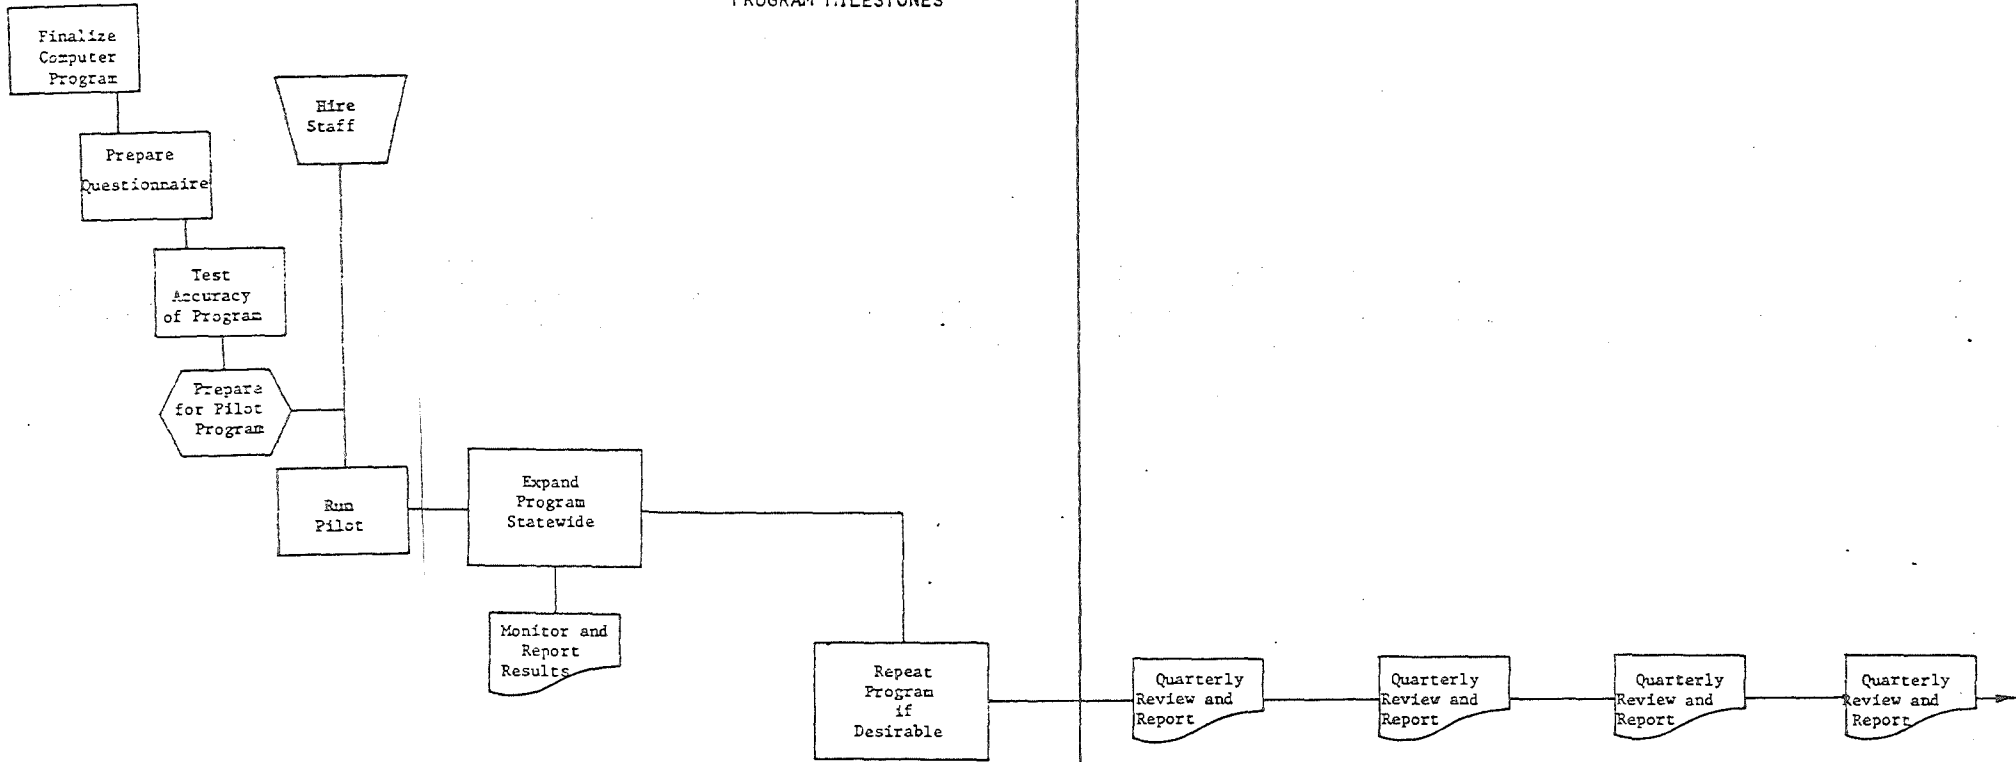 PROGRAM MILESTONES
Finalize
Computer
Program
Hire
Staff
Prepare
Questionnaire
Test
Accuracy
of Program
Prepare
for Pilot
Program
Run
Pilot
Expand
Program
Statewide
Monitor and
Report
Results
Repeat
Program
if
Desirable
Quarterly
Review and
Report
Quarterly
Review and
Report
Quarterly
Review and
Report
Quarterly
Review and
Report